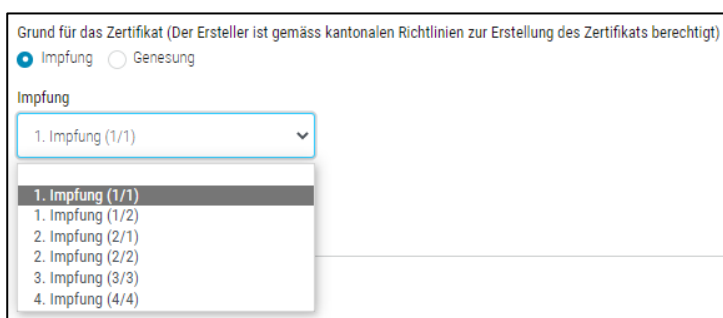 Grund für das Zertifikat (Der Ersteller ist gemäss kantonalen Richtlinien zur Erstellung des Zertifikats berechtigt)
Impfung Genesung
Impfung
1. Impfung (1/1)
1. Impfung (1/1)
1. Impfung (1/2)
2. Impfung (2/1)
2. Impfung (2/2)
3. Impfung (3/3)
4. Impfung (4/4)